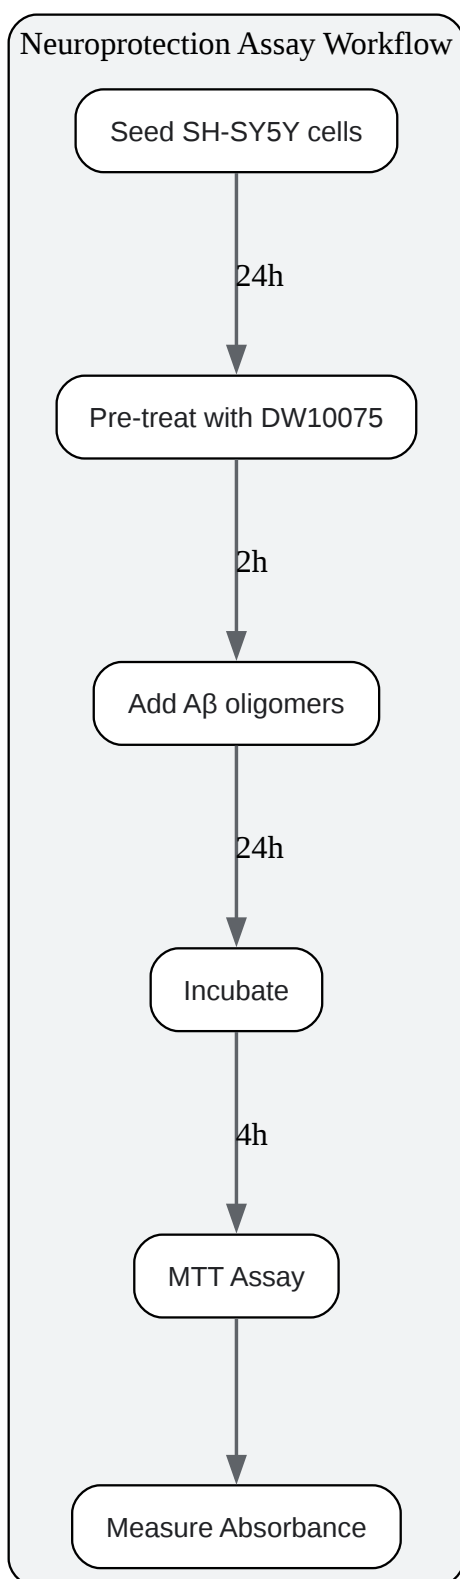 Neuroprotection Assay Workflow
Seed SH-SY5Y cells
24h
Pre-treat with DW10075
2h
Add Aβ oligomers
24h
Incubate
4h
MTT Assay
Measure Absorbance